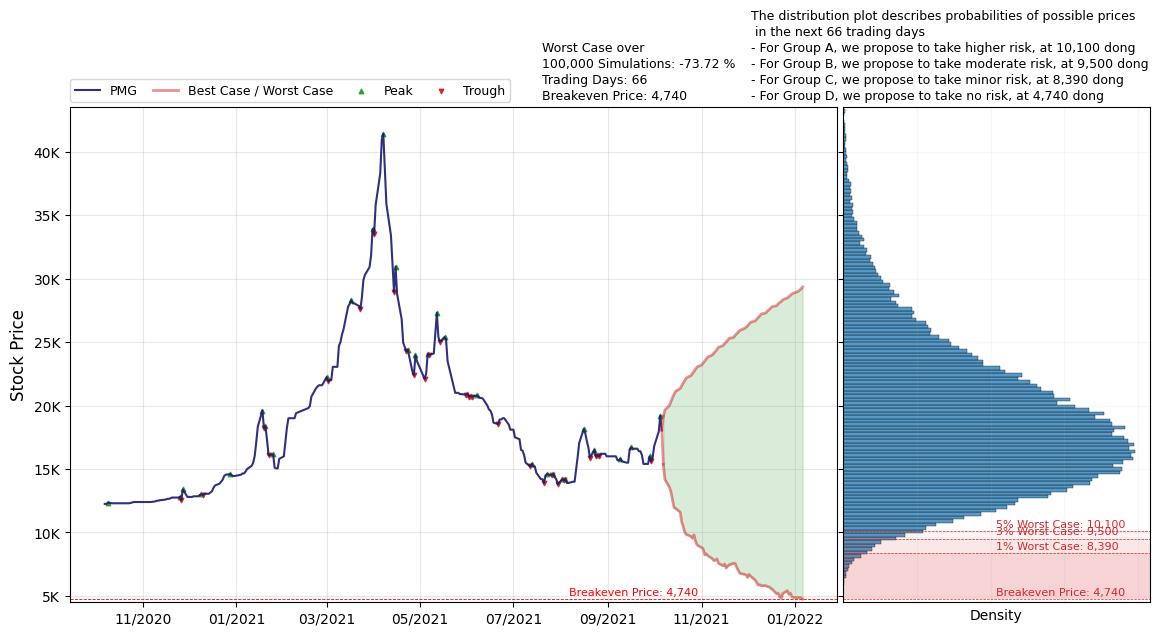 The distribution plot describes probabilities of possible prices
in the next 66 trading days
- For Group A, we propose to take higher risk, at 10,100 dong
- For Group B, we propose to take moderate risk, at 9,500 dong
- For Group C, we propose to take minor risk, at 8,390 dong
- For Group D, we propose to take no risk, at 4,740 dong
Worst Case over
100,000 Simulations: -73.72 %
Trading Days: 66
Breakeven Price: 4,740
PMG
Best Case / Worst Case
Peak
Trough
Stock Price
40K
35K
30K
25K
20K
15K
10K
5K
Breakeven Price: 4,740
11/2020
01/2021
03/2021
05/2021
07/2021
09/2021
11/2021
01/2022
5% Worst Case: 10,100
3% Worst Case: 9,500
1% Worst Case: 8,390
Breakeven Price: 4,740
Density